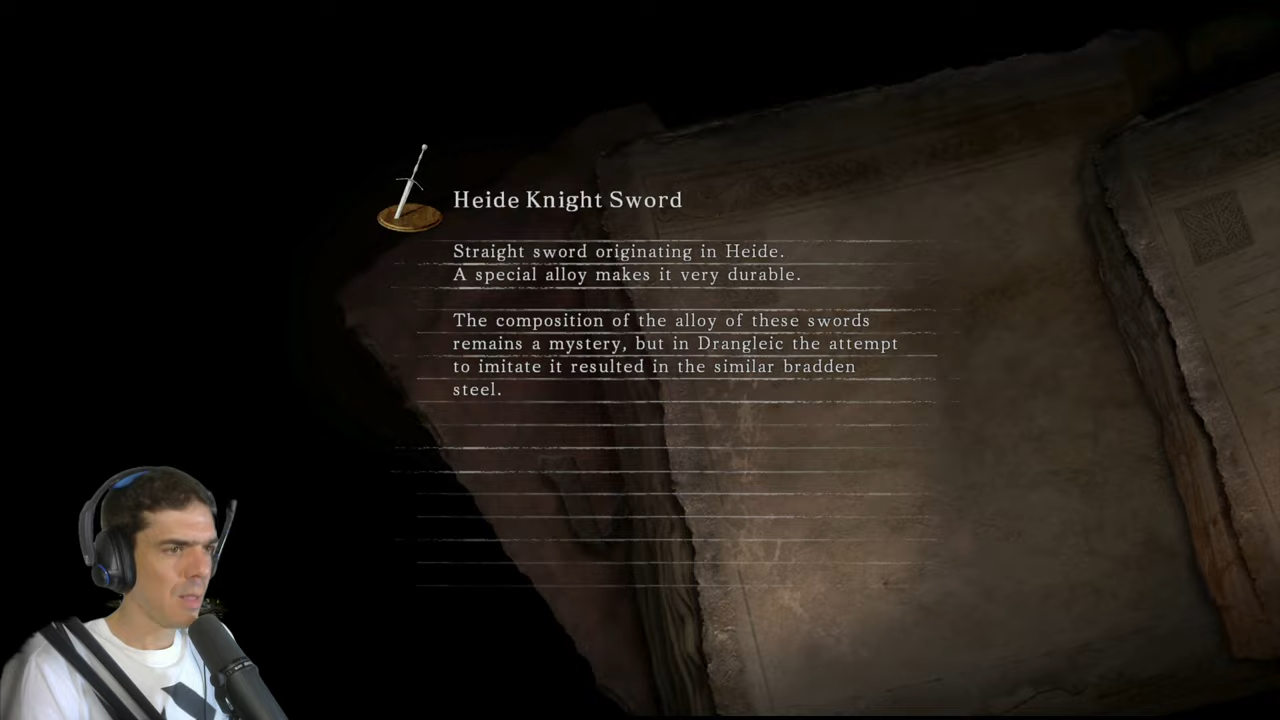 Heide Knight Sword
Straight sword originating in Heide.
A special alloy makes it very durable.
The composition of the alloy of these swords
remains a mystery, but in Drangleic the attempt
to imitate it resulted in the similar bradden
steel.